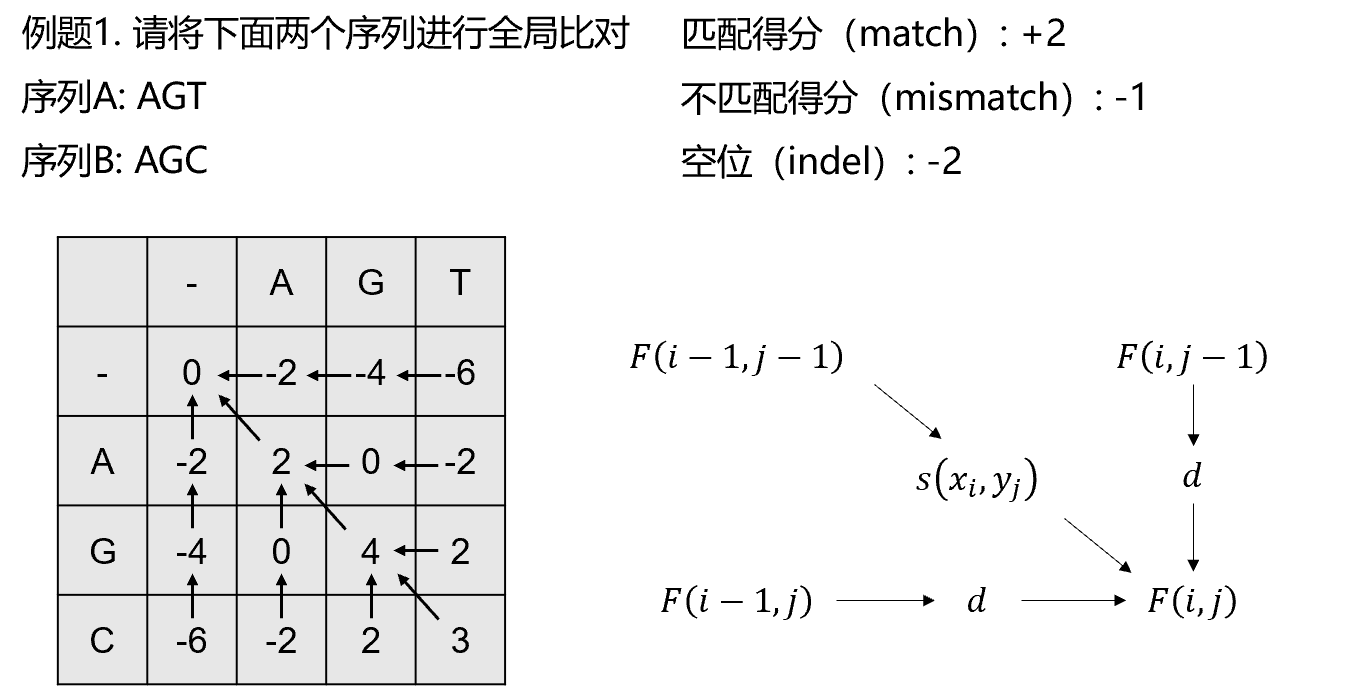 例题1. 请将下面两个序列进行全局比对
匹配得分（match）: +2
序列A: AGT
不匹配得分（mismatch）: -1
序列B: AGC
空位（indel）: -2
- A G T
- 0 -2 -4 -6
A -2 2 0 -2
G -4 0 4 2
C -6 -2 2 3
F(i − 1, j − 1) F(i, j − 1)
s(xᵢ, yⱼ) d
F(i − 1, j) d F(i, j)